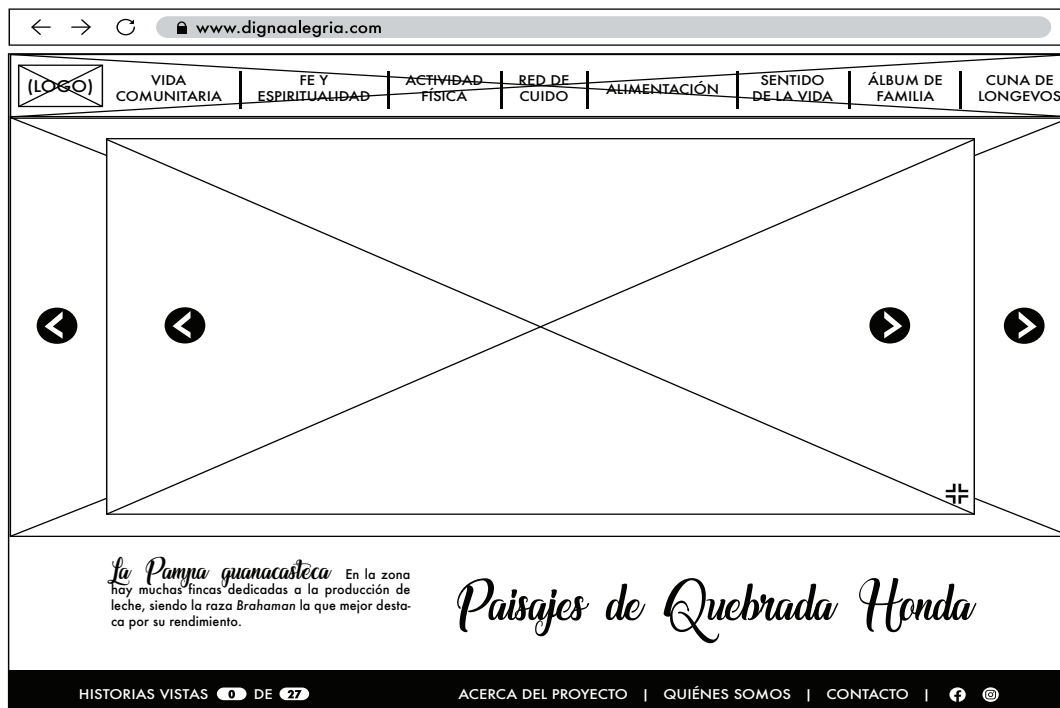 www.dignaalegria.com
(LOGO)
VIDA
COMUNITARIA
FE Y
ESPIRITUALIDAD
ACTIVIDAD
FÍSICA
RED DE
CUIDO
ALIMENTACIÓN
SENTIDO
DE LA VIDA
ÁLBUM DE
FAMILIA
CUNA DE
LONGEVOS
La Pampa guanacasteca En la zona
hay muchas fincas dedicadas a la producción de
leche, siendo la raza Brahaman la que mejor desta-
ca por su rendimiento.
Paisajes de Quebrada Honda
HISTORIAS VISTAS 0 DE 27
ACERCA DEL PROYECTO | QUIÉNES SOMOS | CONTACTO |